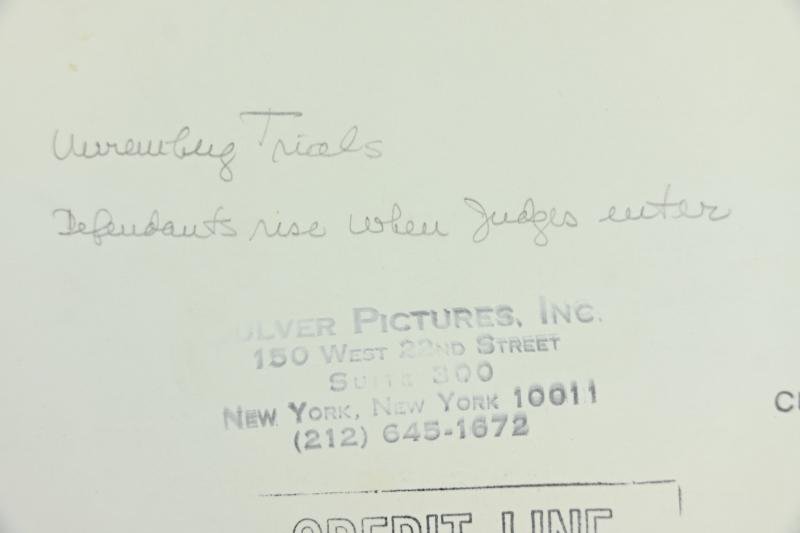 Nuremburg Trials
Defendants rise when Judges enter
CULVER PICTURES, INC.
150 WEST 22ND STREET
SUITE 300
NEW YORK, NEW YORK 10011
(212) 645-1672
CREDIT LINE